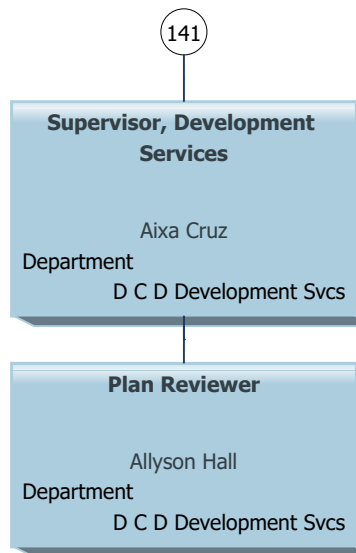 141
Supervisor, Development
Services
Aixa Cruz
Department
D C D Development Svcs
Plan Reviewer
Allyson Hall
Department
D C D Development Svcs